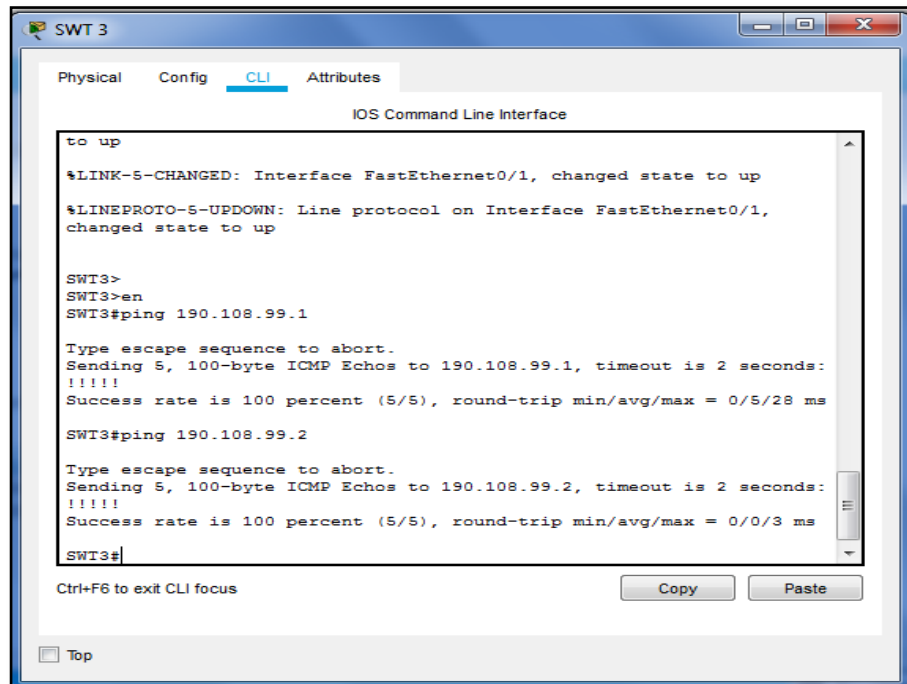 SWT 3
Physical Config CLI Attributes
IOS Command Line Interface
to up
%LINK-5-CHANGED: Interface FastEthernet0/1, changed state to up
%LINEPROTO-5-UPDOWN: Line protocol on Interface FastEthernet0/1,
changed state to up
SWT3>
SWT3>en
SWT3#ping 190.108.99.1
Type escape sequence to abort.
Sending 5, 100-byte ICMP Echos to 190.108.99.1, timeout is 2 seconds:
!!!!!
Success rate is 100 percent (5/5), round-trip min/avg/max = 0/5/28 ms
SWT3#ping 190.108.99.2
Type escape sequence to abort.
Sending 5, 100-byte ICMP Echos to 190.108.99.2, timeout is 2 seconds:
!!!!!
Success rate is 100 percent (5/5), round-trip min/avg/max = 0/0/3 ms
SWT3#
Ctrl+F6 to exit CLI focus Copy Paste
Top